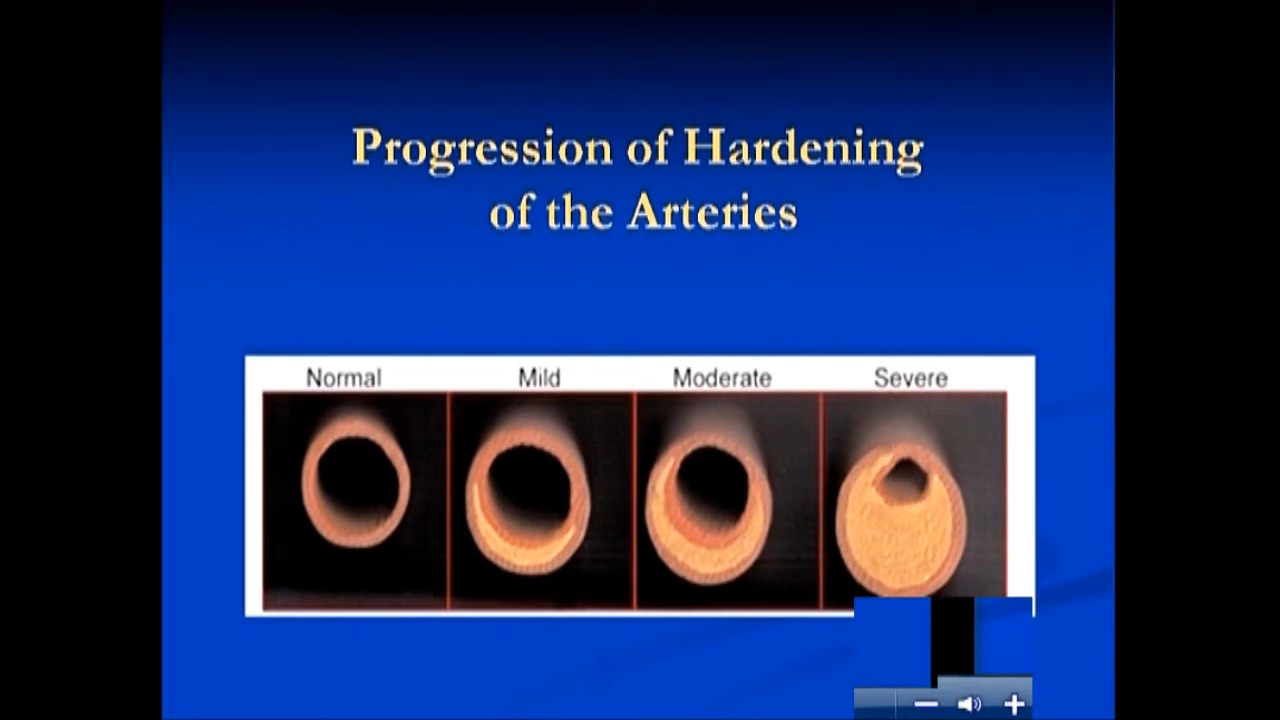 Progression of Hardening
of the Arteries
Normal Mild Moderate Severe